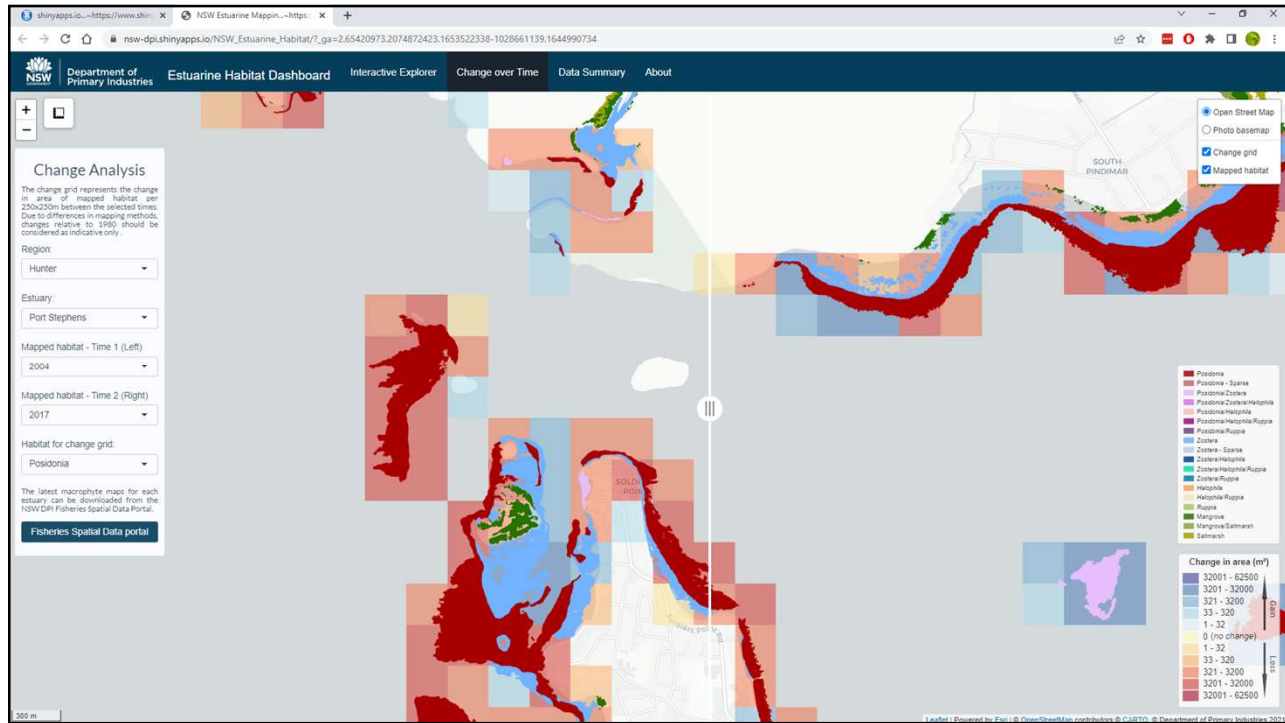 shinyapps.io...~https://www.shin
NSW Estuarine Mappin...~https:
nsw-dpi.shinyapps.io/NSW_Estuarine_Habitat/?_ga=2.65420973.2074872423.1653522338-1028661139.1644990734
NSW
GOVERNMENT
Department of
Primary Industries
Estuarine Habitat Dashboard
Interactive Explorer
Change over Time
Data Summary
About
+
−
Open Street Map
Photo basemap
Change grid
Mapped habitat
Change Analysis
The change grid represents the change
in area of mapped habitat per
250x250m between the selected times.
Due to differences in mapping methods,
changes relative to 1980 should be
considered as indicative only.
Region:
Hunter
Estuary:
Port Stephens
Mapped habitat - Time 1 (Left)
2004
Mapped habitat - Time 2 (Right)
2017
Habitat for change grid:
Posidonia
The latest macrophyte maps for each
estuary can be downloaded from the
NSW DPI Fisheries Spatial Data Portal.
Fisheries Spatial Data portal
SOUTH
PINDIMAR
Posidonia
Posidonia - Sparse
Posidonia/Zostera
Posidonia/Zostera/Halophila
Posidonia/Halophila
Posidonia/Halophila/Ruppia
Posidonia/Ruppia
Zostera
Zostera - Sparse
Zostera/Halophila
Zostera/Halophila/Ruppia
Zostera/Ruppia
Halophila
Halophila/Ruppia
Ruppia
Mangrove
Mangrove/Saltmarsh
Saltmarsh
Change in area (m²)
32001 - 62500
3201 - 32000
321 - 3200
33 - 320
1 - 32
0 (no change)
1 - 32
33 - 320
321 - 3200
3201 - 32000
32001 - 62500
Gain
Loss
300 m
Leaflet | Powered by Esri | © OpenStreetMap contributors © CARTO, © Department of Primary Industries 2021